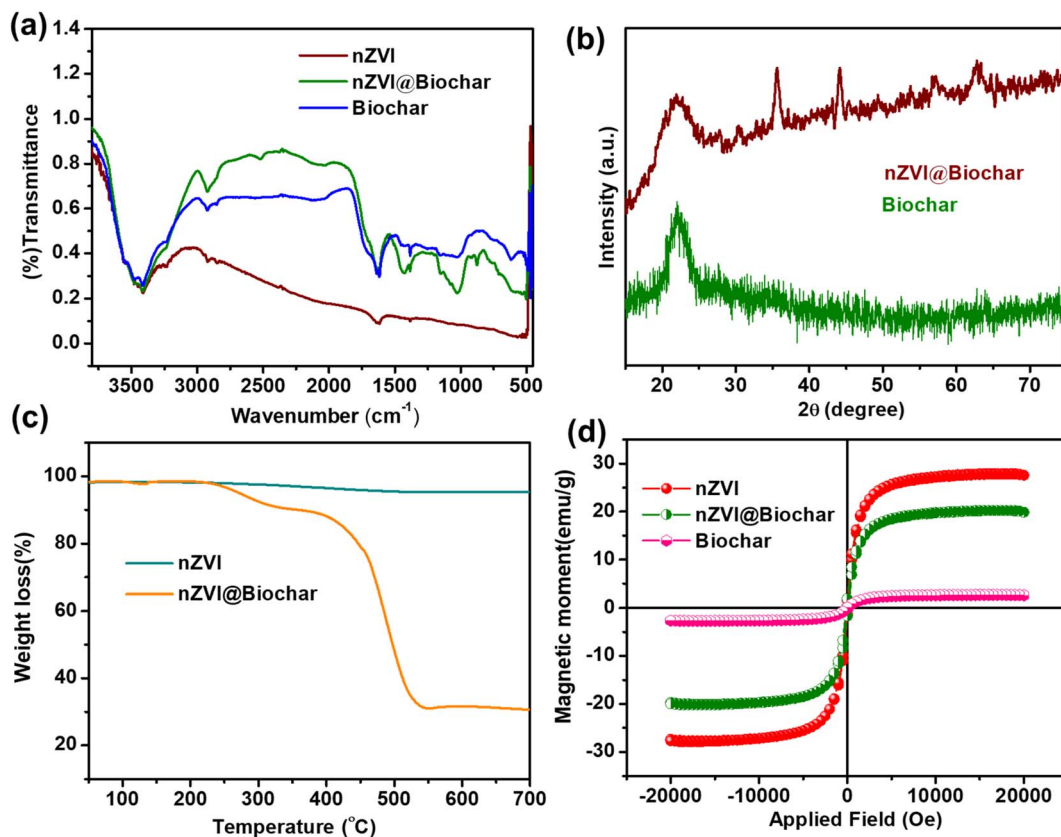 (a)
1.4
1.2
1.0
0.8
0.6
0.4
0.2
0.0
(%)Transmittance
nZVI
nZVI@Biochar
Biochar
3500 3000 2500 2000 1500 1000 500
Wavenumber (cm⁻¹)
(b)
Intensity (a.u.)
nZVI@Biochar
Biochar
20 30 40 50 60 70
2θ (degree)
(c)
100
80
60
40
20
Weight loss(%)
nZVI
nZVI@Biochar
100 200 300 400 500 600 700
Temperature (°C)
(d)
30
20
10
0
-10
-20
-30
Magnetic moment(emu/g)
nZVI
nZVI@Biochar
Biochar
-20000 -10000 0 10000 20000
Applied Field (Oe)